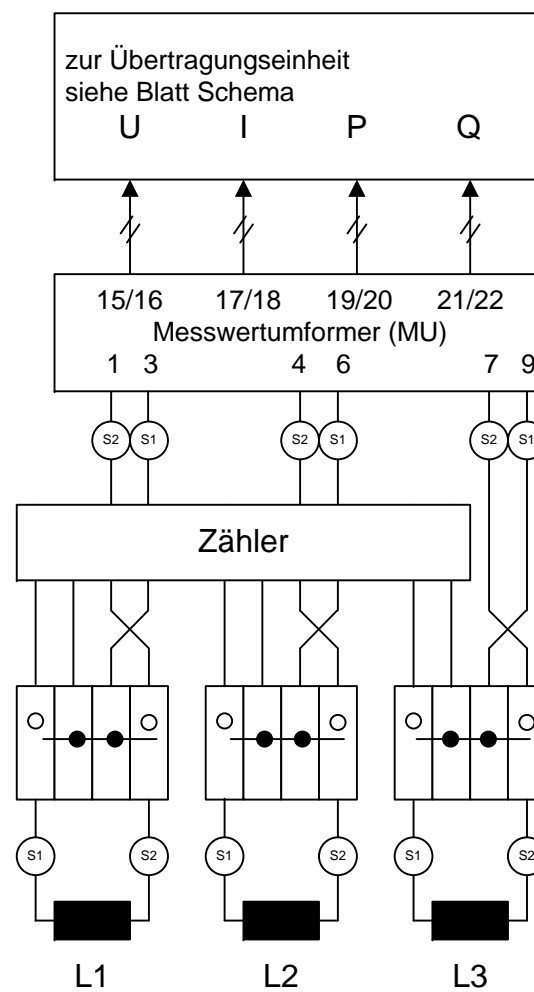 zur Übertragungseinheit
siehe Blatt Schema
U I P Q
15/16 17/18 19/20 21/22
Messwertumformer (MU)
1 3 4 6 7 9
S2 S1 S2 S1 S2 S1
Zähler
S1 S2 S1 S2 S1 S2
L1 L2 L3